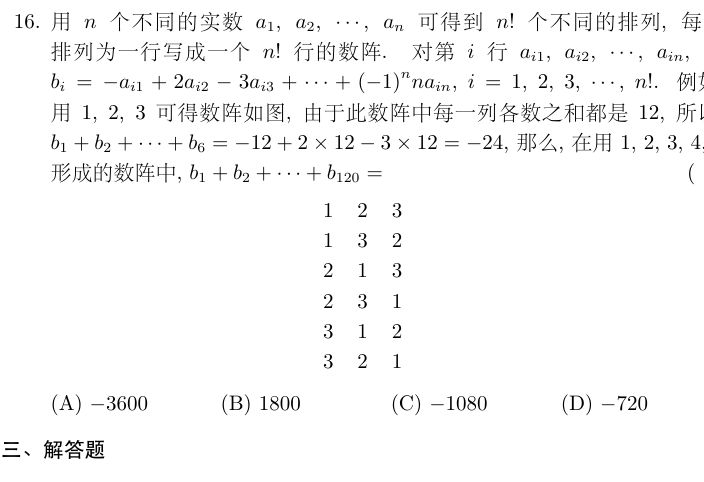 16. 用 n 个不同的实数 a₁, a₂, ⋯, aₙ 可得到 n! 个不同的排列, 每
排列为一行写成一个 n! 行的数阵. 对第 i 行 aᵢ₁, aᵢ₂, ⋯, aᵢₙ,
bᵢ = −aᵢ₁ + 2aᵢ₂ − 3aᵢ₃ + ⋯ + (−1)ⁿnaᵢₙ, i = 1, 2, 3, ⋯, n!. 例
用 1, 2, 3 可得数阵如图, 由于此数阵中每一列各数之和都是 12, 所
b₁ + b₂ + ⋯ + b₆ = −12 + 2 × 12 − 3 × 12 = −24, 那么, 在用 1, 2, 3, 4,
形成的数阵中, b₁ + b₂ + ⋯ + b₁₂₀ = (
1 2 3
1 3 2
2 1 3
2 3 1
3 1 2
3 2 1
(A) −3600 (B) 1800 (C) −1080 (D) −720
三、解答题